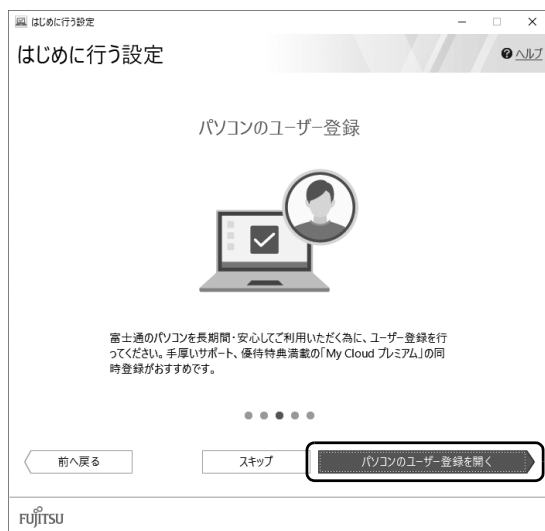 はじめに行う設定
はじめに行う設定
ヘルプ
パソコンのユーザー登録
富士通のパソコンを長期間・安心してご利用いただく為に、ユーザー登録を行
ってください。手厚いサポート、優待特典満載の「My Cloud プレミアム」の同
時登録がおすすめです。
前へ戻る
スキップ
パソコンのユーザー登録を開く
FUJITSU